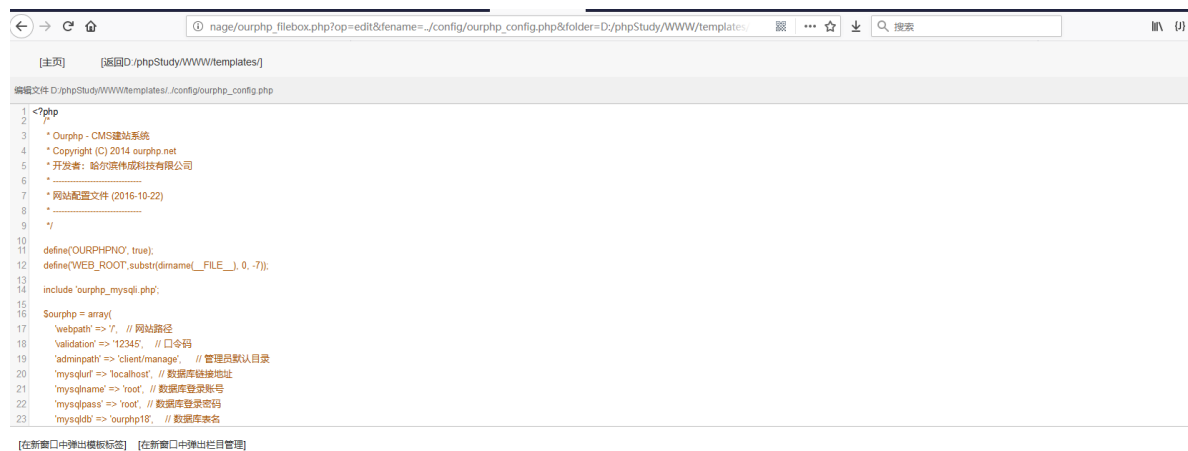 nage/ourphp_filebox.php?op=edit&fename=../config/ourphp_config.php&folder=D:/phpStudy/WWW/templates/
搜索
[主页] [返回D:/phpStudy/WWW/templates/]
编辑文件 D:/phpStudy/WWW/templates/../config/ourphp_config.php
1 <?php
2 /*
3 * Ourphp - CMS建站系统
4 * Copyright (C) 2014 ourphp.net
5 * 开发者：哈尔滨伟成科技有限公司
6 * -------------------------------
7 * 网站配置文件 (2016-10-22)
8 * -------------------------------
9 */
10
11 define('OURPHPNO', true);
12 define('WEB_ROOT',substr(dirname(__FILE__), 0, -7));
13
14 include 'ourphp_mysqli.php';
15
16 $ourphp = array(
17 'webpath' => '/', // 网站路径
18 'validation' => '12345', // 口令码
19 'adminpath' => 'client/manage', // 管理员默认目录
20 'mysqlurl' => 'localhost', // 数据库链接地址
21 'mysqlname' => 'root', // 数据库登录账号
22 'mysqlpass' => 'root', // 数据库登录密码
23 'mysqldb' => 'ourphp18', // 数据库表名
[在新窗口中弹出模板标签] [在新窗口中弹出栏目管理]